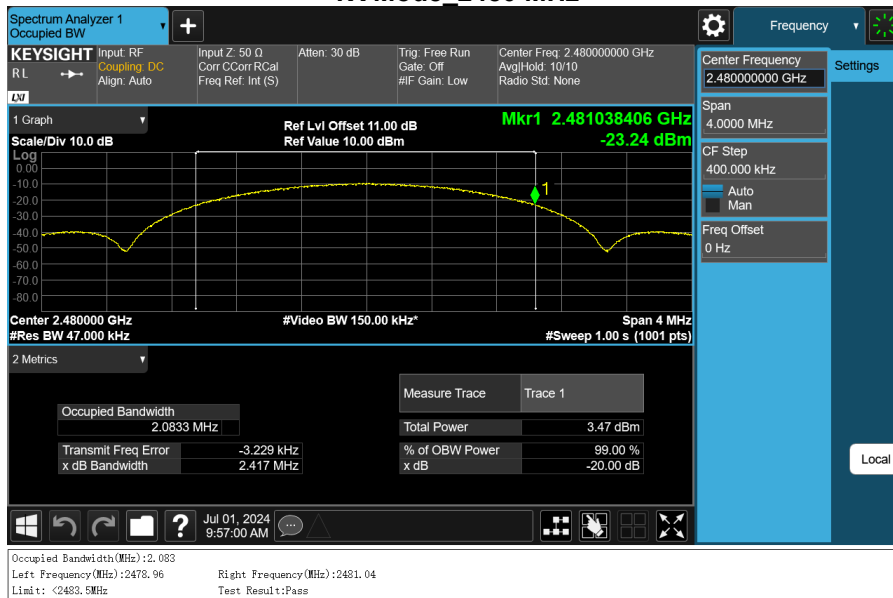 Spectrum Analyzer 1
Occupied BW
Frequency
KEYSIGHT
R L
LXI
Input: RF
Coupling: DC
Align: Auto
Input Z: 50 Ω
Corr CCorr RCal
Freq Ref: Int (S)
Atten: 30 dB
Trig: Free Run
Gate: Off
#IF Gain: Low
Center Freq: 2.480000000 GHz
Avg|Hold: 10/10
Radio Std: None
Center Frequency
2.480000000 GHz
Settings
Span
4.0000 MHz
CF Step
400.000 kHz
Auto
Man
Freq Offset
0 Hz
Local
1 Graph
Scale/Div 10.0 dB
Ref Lvl Offset 11.00 dB
Ref Value 10.00 dBm
Mkr1 2.481038406 GHz
-23.24 dBm
Log
0.00
-10.0
-20.0
-30.0
-40.0
-50.0
-60.0
-70.0
-80.0
1
Center 2.480000 GHz
#Video BW 150.00 kHz*
Span 4 MHz
#Res BW 47.000 kHz
#Sweep 1.00 s (1001 pts)
2 Metrics
Measure Trace Trace 1
Occupied Bandwidth
2.0833 MHz
Total Power 3.47 dBm
Transmit Freq Error -3.229 kHz
% of OBW Power 99.00 %
x dB Bandwidth 2.417 MHz
x dB -20.00 dB
Jul 01, 2024
9:57:00 AM
Occupied Bandwidth(MHz):2.083
Left Frequency(MHz):2478.96 Right Frequency(MHz):2481.04
Limit: <2483.5MHz Test Result:Pass